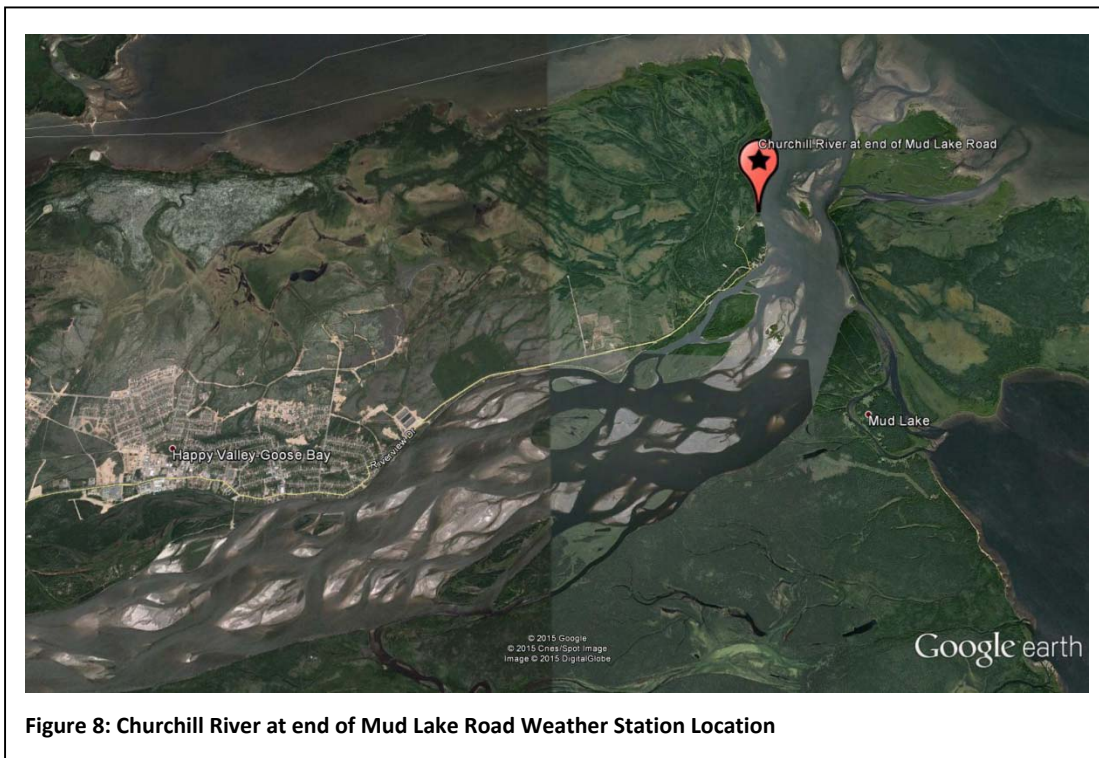 Churchill River at end of Mud Lake Road
Mud Lake
Happy Valley-Goose Bay
Riverview Dr
© 2015 Google
© 2015 Cnes/Spot Image
Image © 2015 DigitalGlobe
Google earth
Figure 8: Churchill River at end of Mud Lake Road Weather Station Location